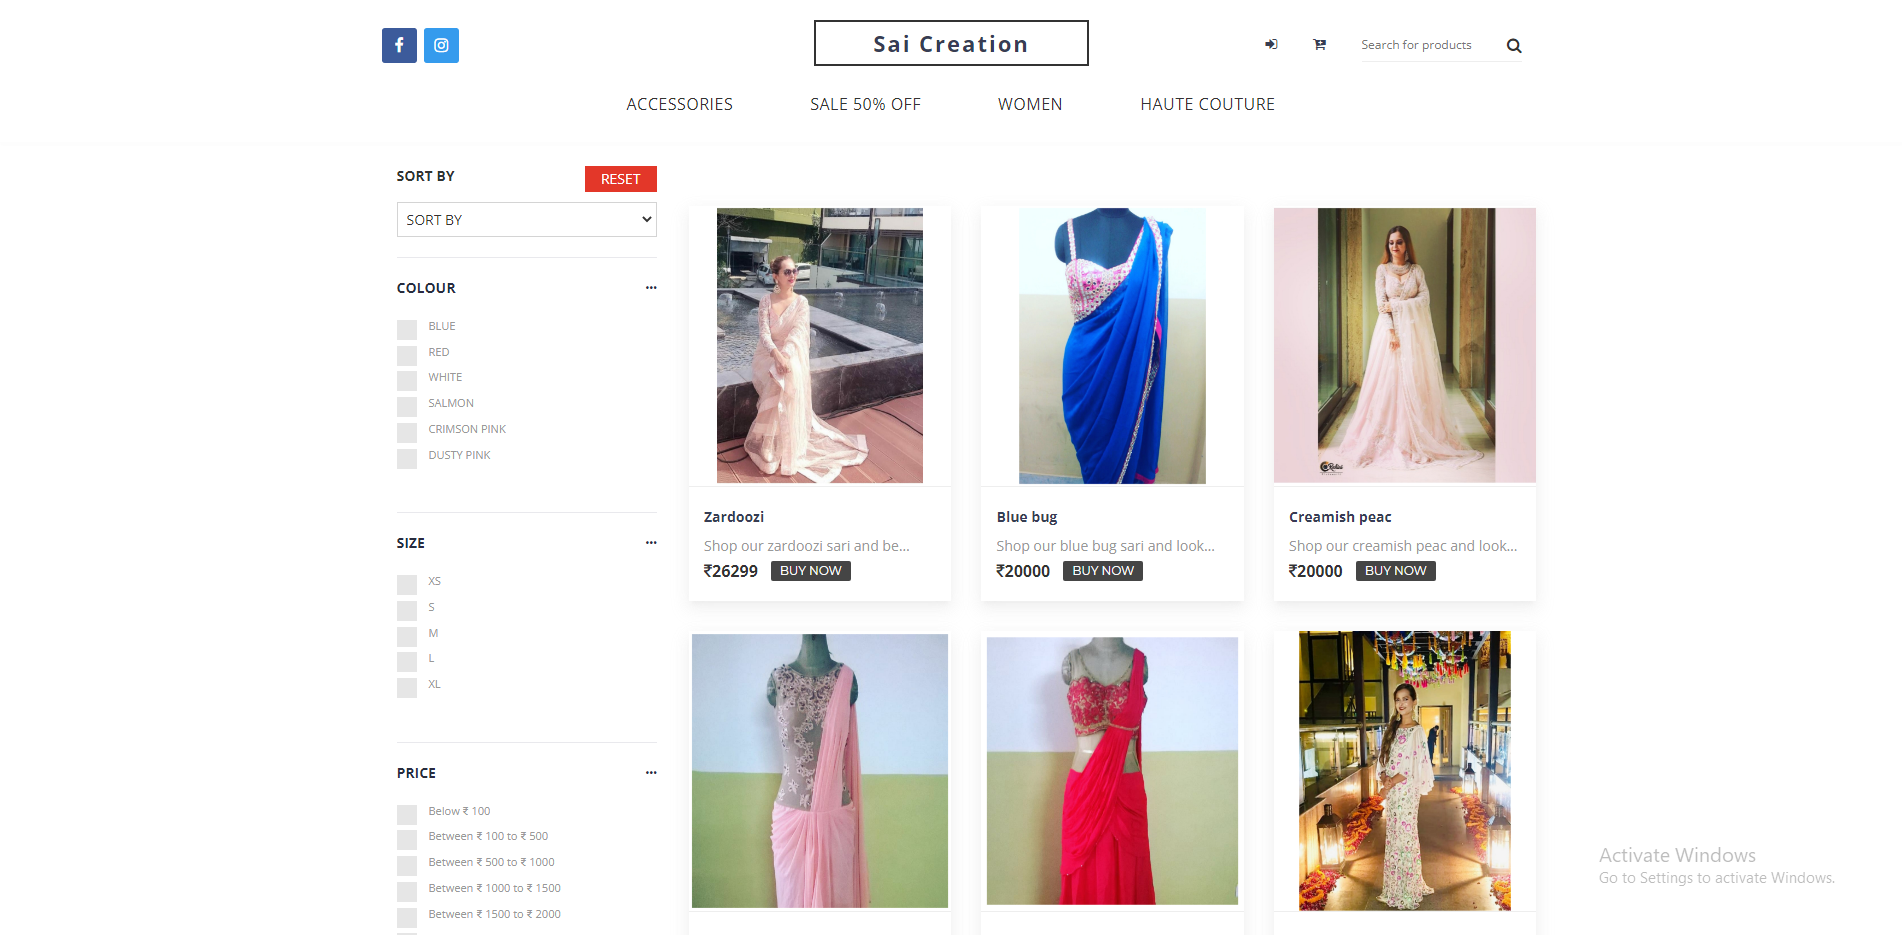 Sai Creation
Search for products
ACCESSORIES
SALE 50% OFF
WOMEN
HAUTE COUTURE
SORT BY
RESET
SORT BY
COLOUR
BLUE
RED
WHITE
SALMON
CRIMSON PINK
DUSTY PINK
SIZE
XS
S
M
L
XL
PRICE
Below ₹ 100
Between ₹ 100 to ₹ 500
Between ₹ 500 to ₹ 1000
Between ₹ 1000 to ₹ 1500
Between ₹ 1500 to ₹ 2000
Zardoozi
Shop our zardoozi sari and be...
₹26299 BUY NOW
Blue bug
Shop our blue bug sari and look...
₹20000 BUY NOW
Creamish peac
Shop our creamish peac and look...
₹20000 BUY NOW
Activate Windows
Go to Settings to activate Windows.